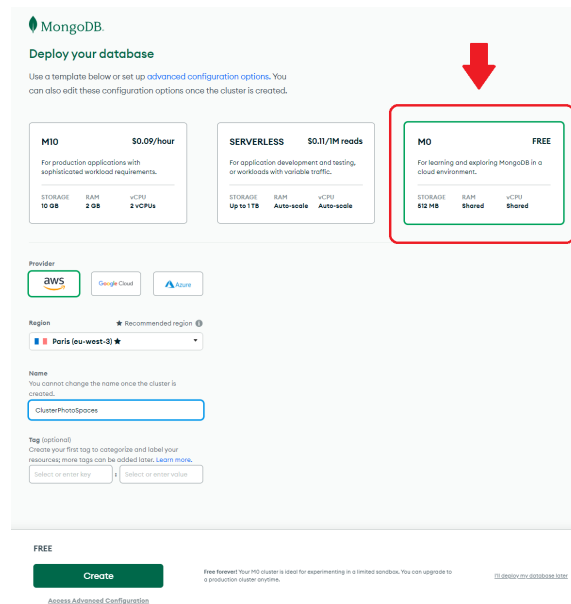 MongoDB.
Deploy your database
Use a template below or set up advanced configuration options. You
can also edit these configuration options once the cluster is created.
M10 $0.09/hour
For production applications with
sophisticated workload requirements.
STORAGE RAM vCPU
10 GB 2 GB 2 vCPUs
SERVERLESS $0.11/1M reads
For application development and testing,
or workloads with variable traffic.
STORAGE RAM vCPU
Up to 1 TB Auto-scale Auto-scale
M0 FREE
For learning and exploring MongoDB in a
cloud environment.
STORAGE RAM vCPU
512 MB Shared Shared
Provider
aws
Google Cloud
Azure
Region ★ Recommended region
Paris (eu-west-3) ★
Name
You cannot change the name once the cluster is
created.
ClusterPhotoSpaces
Tag (optional)
Create your first tag to categorize and label your
resources; more tags can be added later. Learn more.
Select or enter key : Select or enter value
FREE
Create
Free forever! Your M0 cluster is ideal for experimenting in a limited sandbox. You can upgrade to
a production cluster anytime.
I'll deploy my database later
Access Advanced Configuration